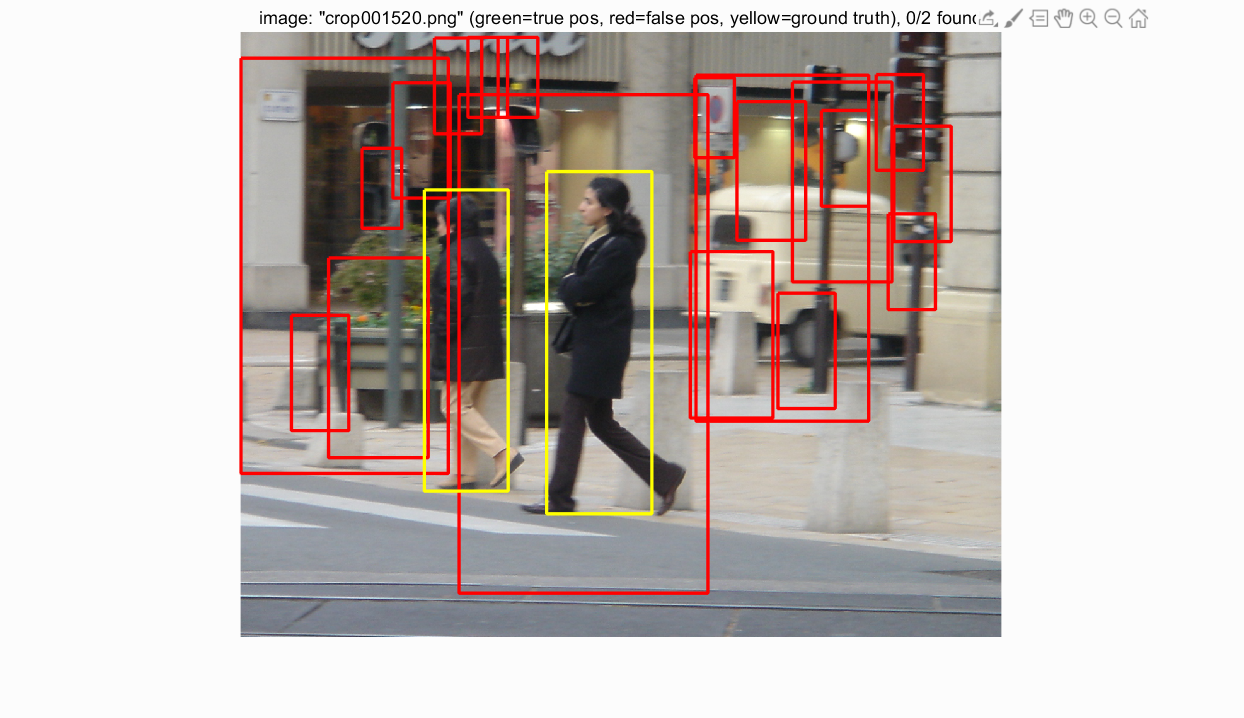 image: "crop001520.png" (green=true pos, red=false pos, yellow=ground truth), 0/2 found